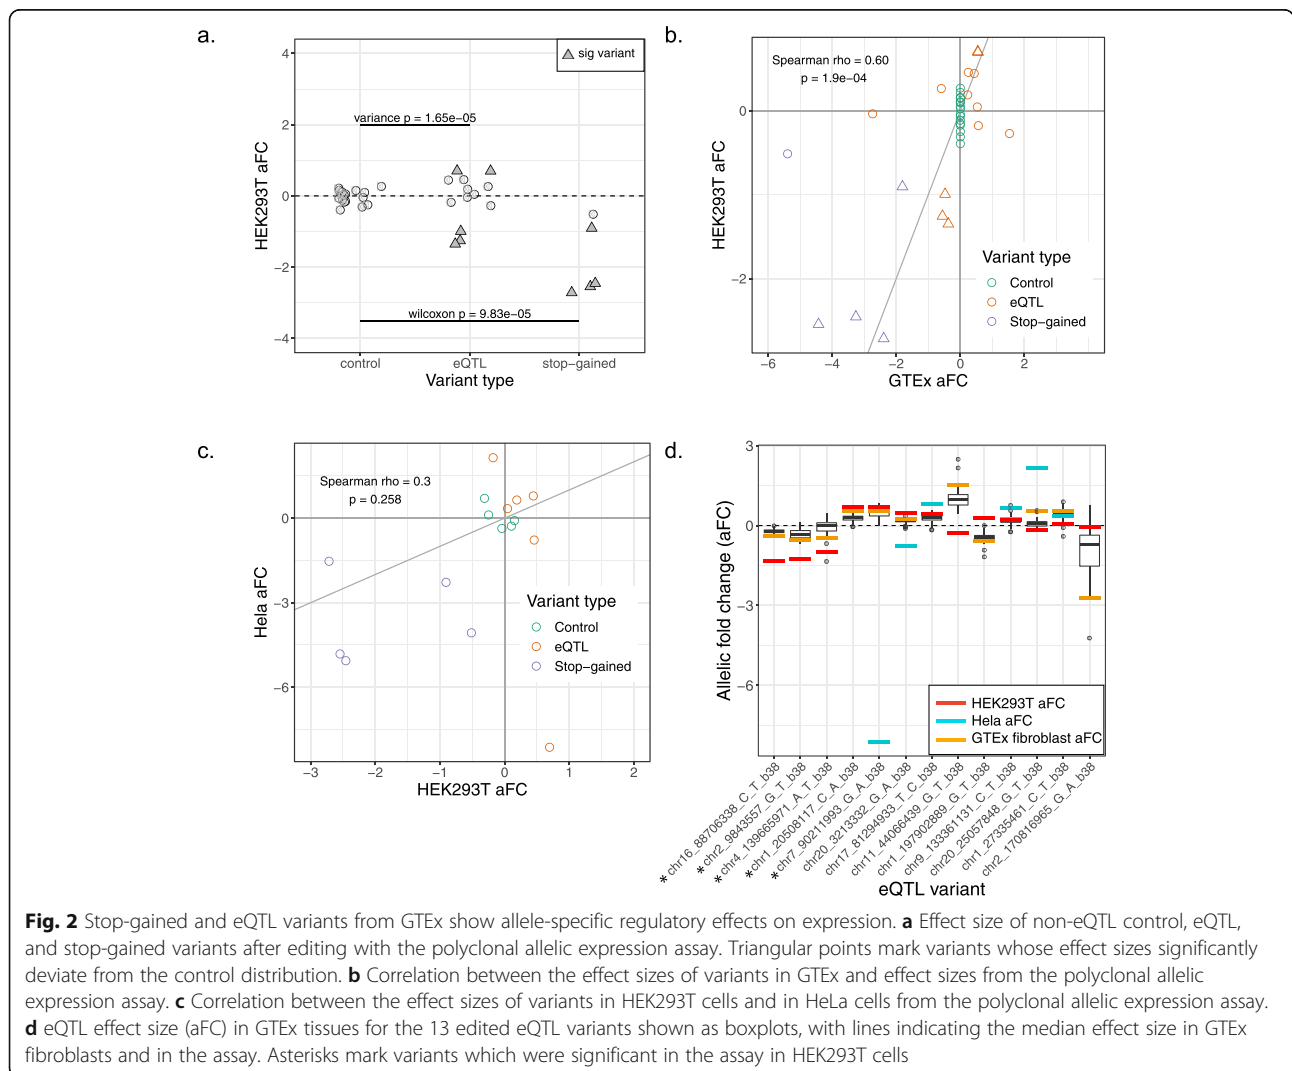 a.
4
2
0
−2
−4
HEK293T aFC
sig variant
variance p = 1.65e−05
wilcoxon p = 9.83e−05
control
eQTL
stop−gained
Variant type
b.
Spearman rho = 0.60
p = 1.9e−04
0
−2
HEK293T aFC
Variant type
Control
eQTL
Stop−gained
−6
−4
−2
0
2
GTEx aFC
c.
Spearman rho = 0.3
p = 0.258
0
−3
−6
Hela aFC
Variant type
Control
eQTL
Stop−gained
−3
−2
−1
0
1
2
HEK293T aFC
d.
3
0
−3
−6
Allelic fold change (aFC)
HEK293T aFC
Hela aFC
GTEx fibroblast aFC
* chr16_88706338_C_T_b38
* chr2_9843557_G_T_b38
* chr4_139665971_A_T_b38
* chr1_20508117_C_A_b38
* chr7_90211993_G_A_b38
chr20_3213332_G_A_b38
chr17_81294933_T_C_b38
chr11_44066439_G_T_b38
chr1_197902889_G_T_b38
chr9_133361131_C_T_b38
chr20_25057848_G_T_b38
chr1_27335461_C_T_b38
chr2_170816965_G_A_b38
eQTL variant
Fig. 2 Stop-gained and eQTL variants from GTEx show allele-specific regulatory effects on expression. a Effect size of non-eQTL control, eQTL,
and stop-gained variants after editing with the polyclonal allelic expression assay. Triangular points mark variants whose effect sizes significantly
deviate from the control distribution. b Correlation between the effect sizes of variants in GTEx and effect sizes from the polyclonal allelic
expression assay. c Correlation between the effect sizes of variants in HEK293T cells and in HeLa cells from the polyclonal allelic expression assay.
d eQTL effect size (aFC) in GTEx tissues for the 13 edited eQTL variants shown as boxplots, with lines indicating the median effect size in GTEx
fibroblasts and in the assay. Asterisks mark variants which were significant in the assay in HEK293T cells